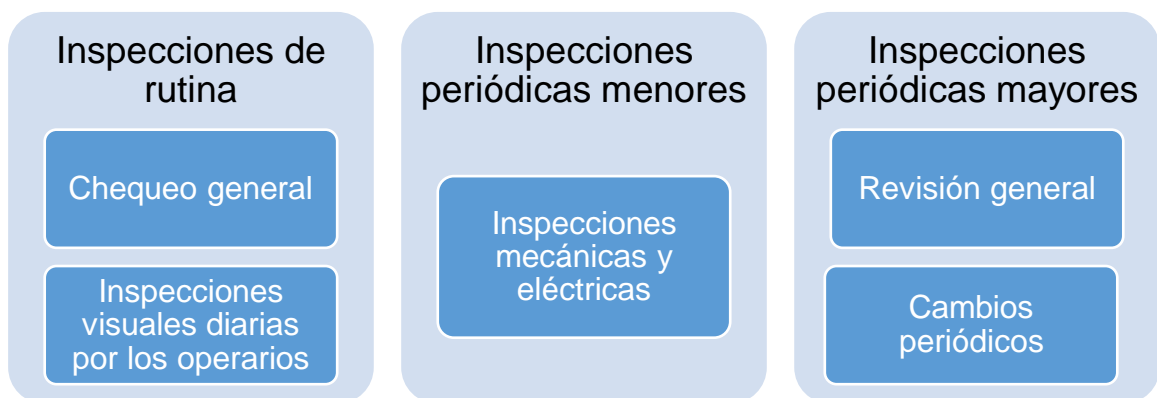 Inspecciones de
rutina
Chequeo general
Inspecciones
visuales diarias
por los operarios
Inspecciones
periódicas menores
Inspecciones
mecánicas y
eléctricas
Inspecciones
periódicas mayores
Revisión general
Cambios
periódicos